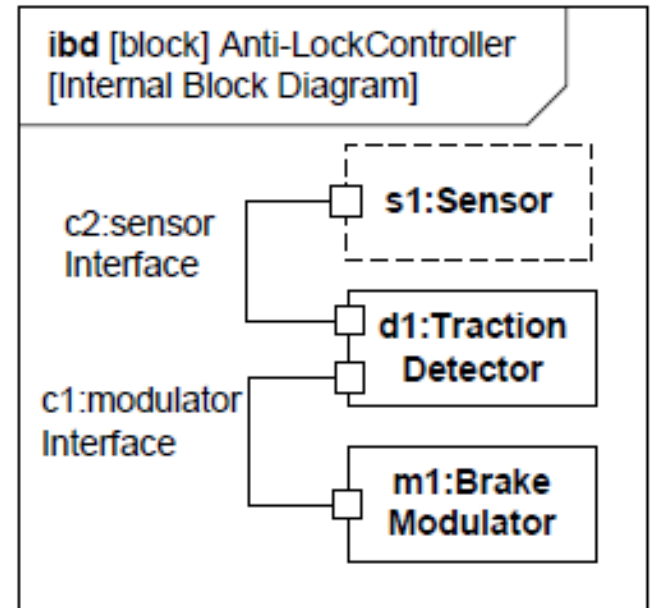 ibd [block] Anti-LockController
[Internal Block Diagram]
s1:Sensor
c2:sensor
Interface
d1:Traction
Detector
c1:modulator
Interface
m1:Brake
Modulator